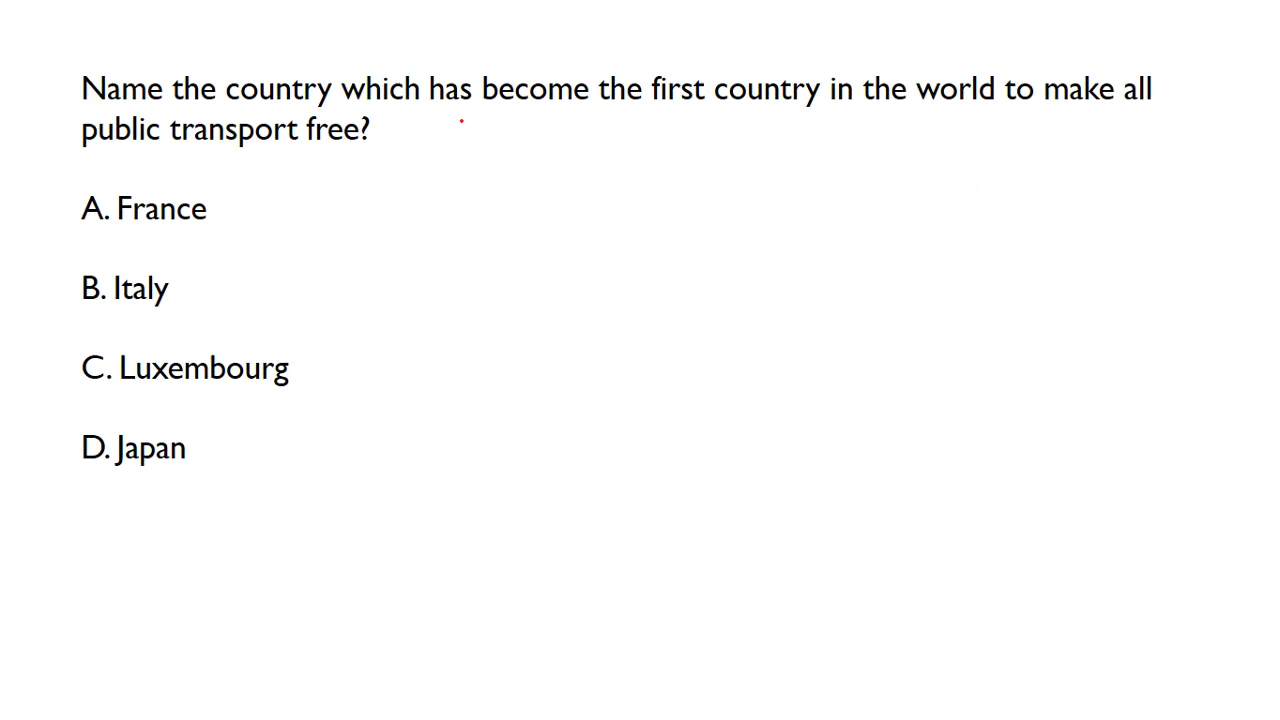 Name the country which has become the first country in the world to make all
public transport free?
A. France
B. Italy
C. Luxembourg
D. Japan